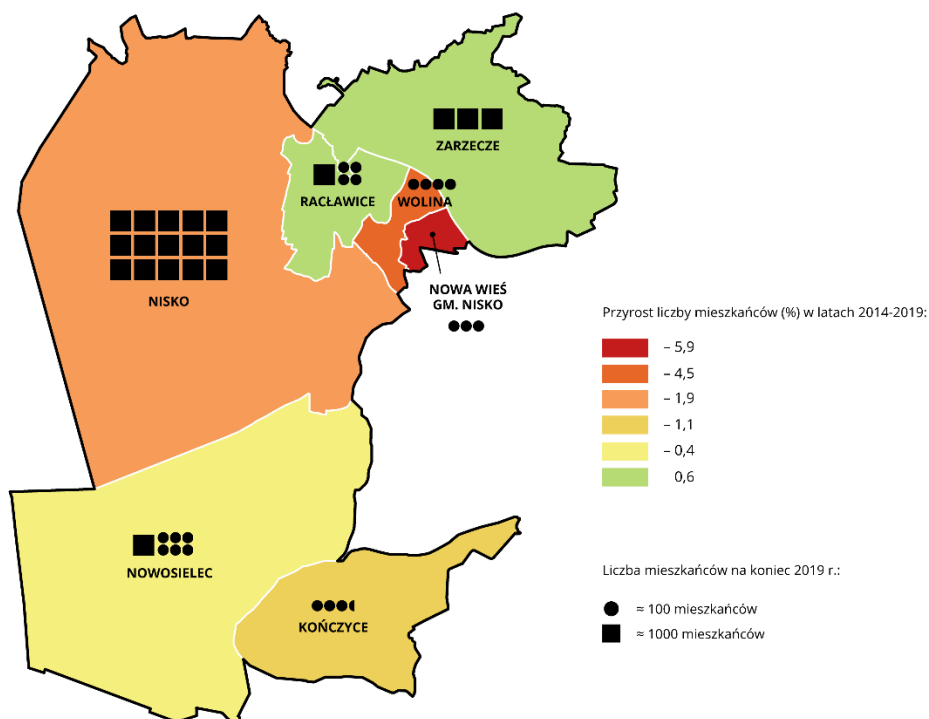 ZARZECZE
RACŁAWICE
WOLINA
NISKO
NOWA WIEŚ
GM. NISKO
NOWOSIELEC
KOŃCZYCE
Przyrost liczby mieszkańców (%) w latach 2014-2019:
– 5,9
– 4,5
– 1,9
– 1,1
– 0,4
0,6
Liczba mieszkańców na koniec 2019 r.:
≈ 100 mieszkańców
≈ 1000 mieszkańców